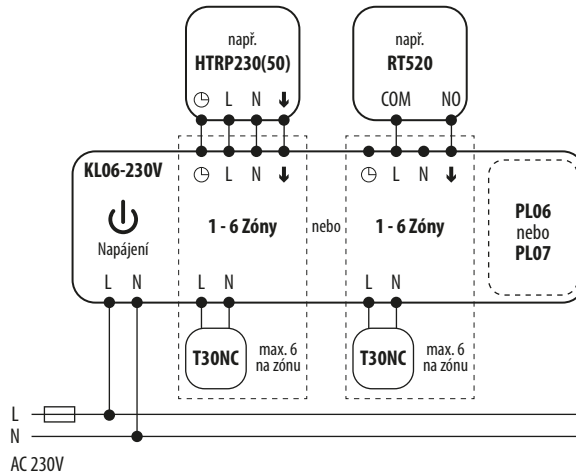 např.
HTRP230(50)
L N
např.
RT520
COM NO
KL06-230V
L N
L N
Napájení
1 - 6 Zóny
nebo
1 - 6 Zóny
PL06
nebo
PL07
L N
L N
L N
T30NC
max. 6
na zónu
T30NC
max. 6
na zónu
L
N
AC 230V